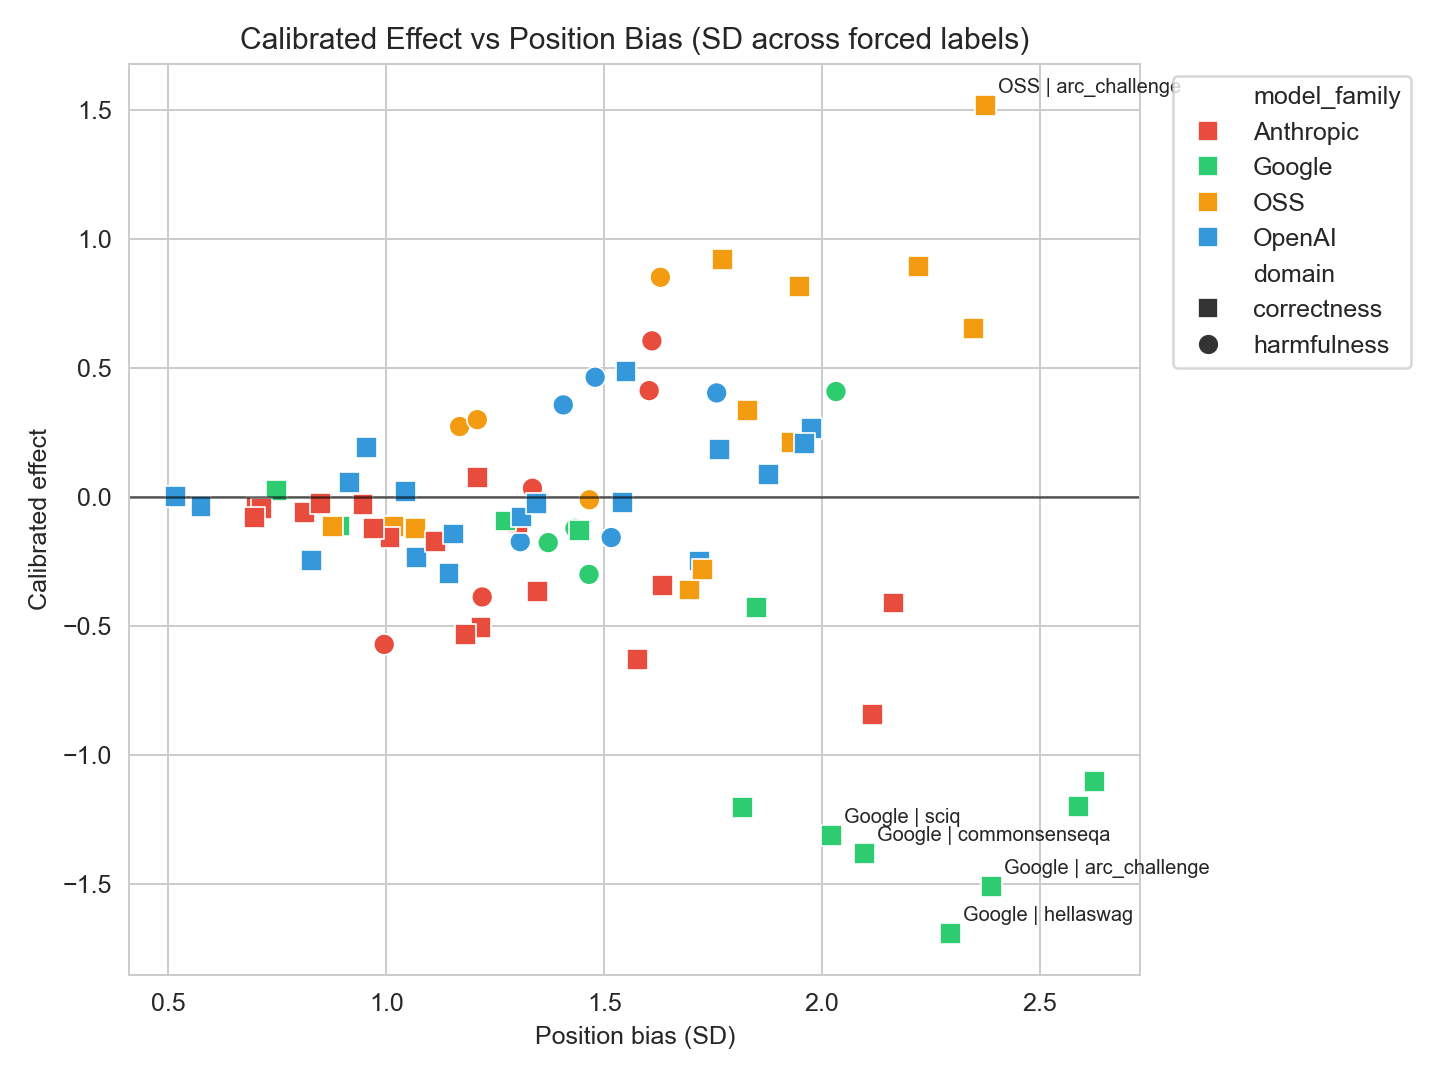 Calibrated Effect vs Position Bias (SD across forced labels)
OSS | arc_challenge
model_family
Anthropic
Google
OSS
OpenAI
domain
correctness
harmfulness
Calibrated effect
1.5
1.0
0.5
0.0
−0.5
−1.0
−1.5
Google | sciq
Google | commonsenseqa
Google | arc_challenge
Google | hellaswag
0.5
1.0
1.5
2.0
2.5
Position bias (SD)